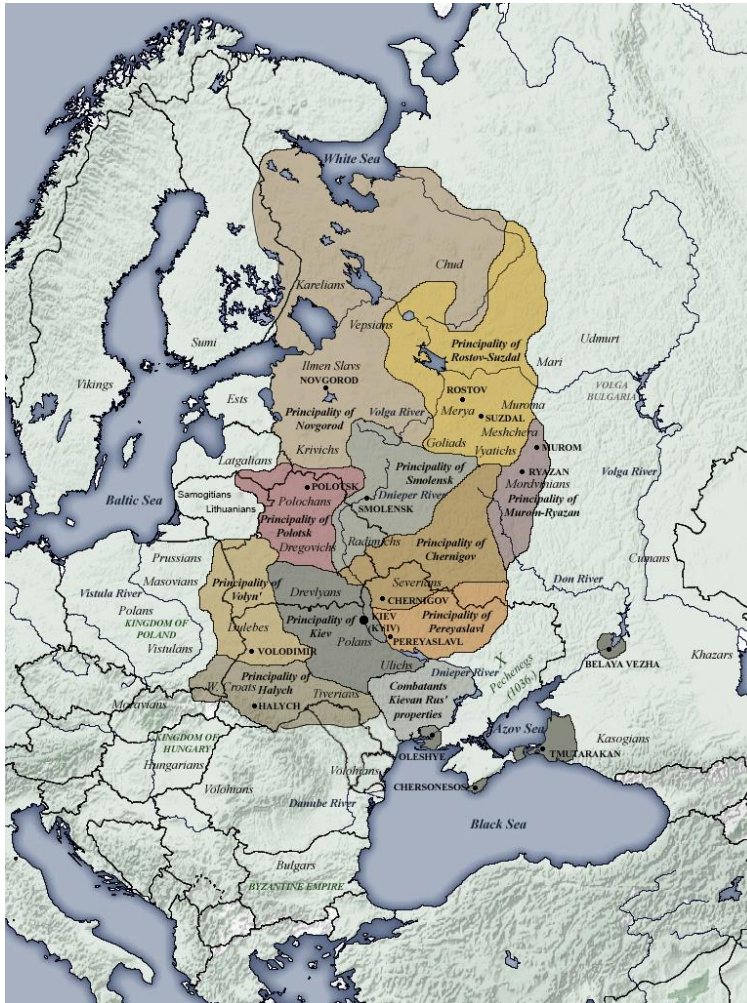 White Sea
Chud
Karelians
Vepsians
Principality of
Rostov-Suzdal
Sumi
Udmurt
Mari
Ilmen Slavs
NOVGOROD
Vikings
VOLGA
BULGARIA
Ests
ROSTOV
Merya
Muroma
Principality of
Novgorod
Volga River
SUZDAL
Meshchera
Goliads
Vyatichs
MUROM
Krivichs
Latgalians
Principality of
Smolensk
RYAZAN
Volga River
Mordvinians
Baltic Sea
Samogitians
Lithuanians
POLOTSK
Polochans
Dnieper River
SMOLENSK
Principality of
Murom-Ryazan
Principality of
Polotsk
Radimichs
Principality of
Chernigov
Dregovichs
Prussians
Cumans
Masovians
Principality of
Volyn'
Drevlyans
Severians
Don River
Vistula River
CHERNIGOV
Polans
KINGDOM OF
POLAND
Dulebes
Principality of
Kiev
KIEV
(KYIV)
Principality of
Pereyaslavl
Polans
PEREYASLAVL
Vistulans
VOLODIMIR
BELAYA VEZHA
Khazars
Ulichs
Dnieper River
X
Pechenegs
(1036.)
W. Croats
Principality of
Halych
Tiverians
Combatants
Kievan Rus'
properties
Moravians
HALYCH
KINGDOM OF
HUNGARY
Hungarians
Azov Sea
Kasogians
OLESHYE
TMUTARAKAN
Volohians
Volohians
CHERSONESOS
Danube River
Black Sea
Bulgars
BYZANTINE EMPIRE